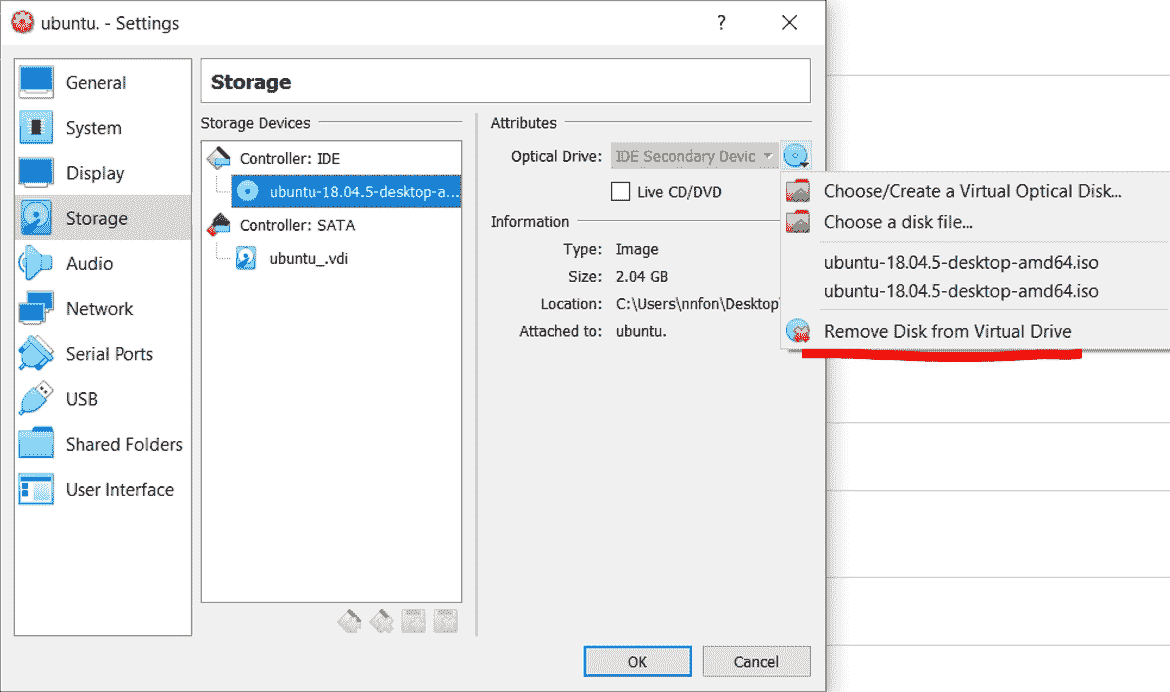 ubuntu. - Settings
?
General
System
Display
Storage
Audio
Network
Serial Ports
USB
Shared Folders
User Interface
Storage
Storage Devices
Controller: IDE
ubuntu-18.04.5-desktop-a...
Controller: SATA
ubuntu_.vdi
Attributes
Optical Drive: IDE Secondary Devic
Live CD/DVD
Information
Type: Image
Size: 2.04 GB
Location: C:\Users\nnfon\Desktop
Attached to: ubuntu.
Choose/Create a Virtual Optical Disk...
Choose a disk file...
ubuntu-18.04.5-desktop-amd64.iso
ubuntu-18.04.5-desktop-amd64.iso
Remove Disk from Virtual Drive
OK
Cancel